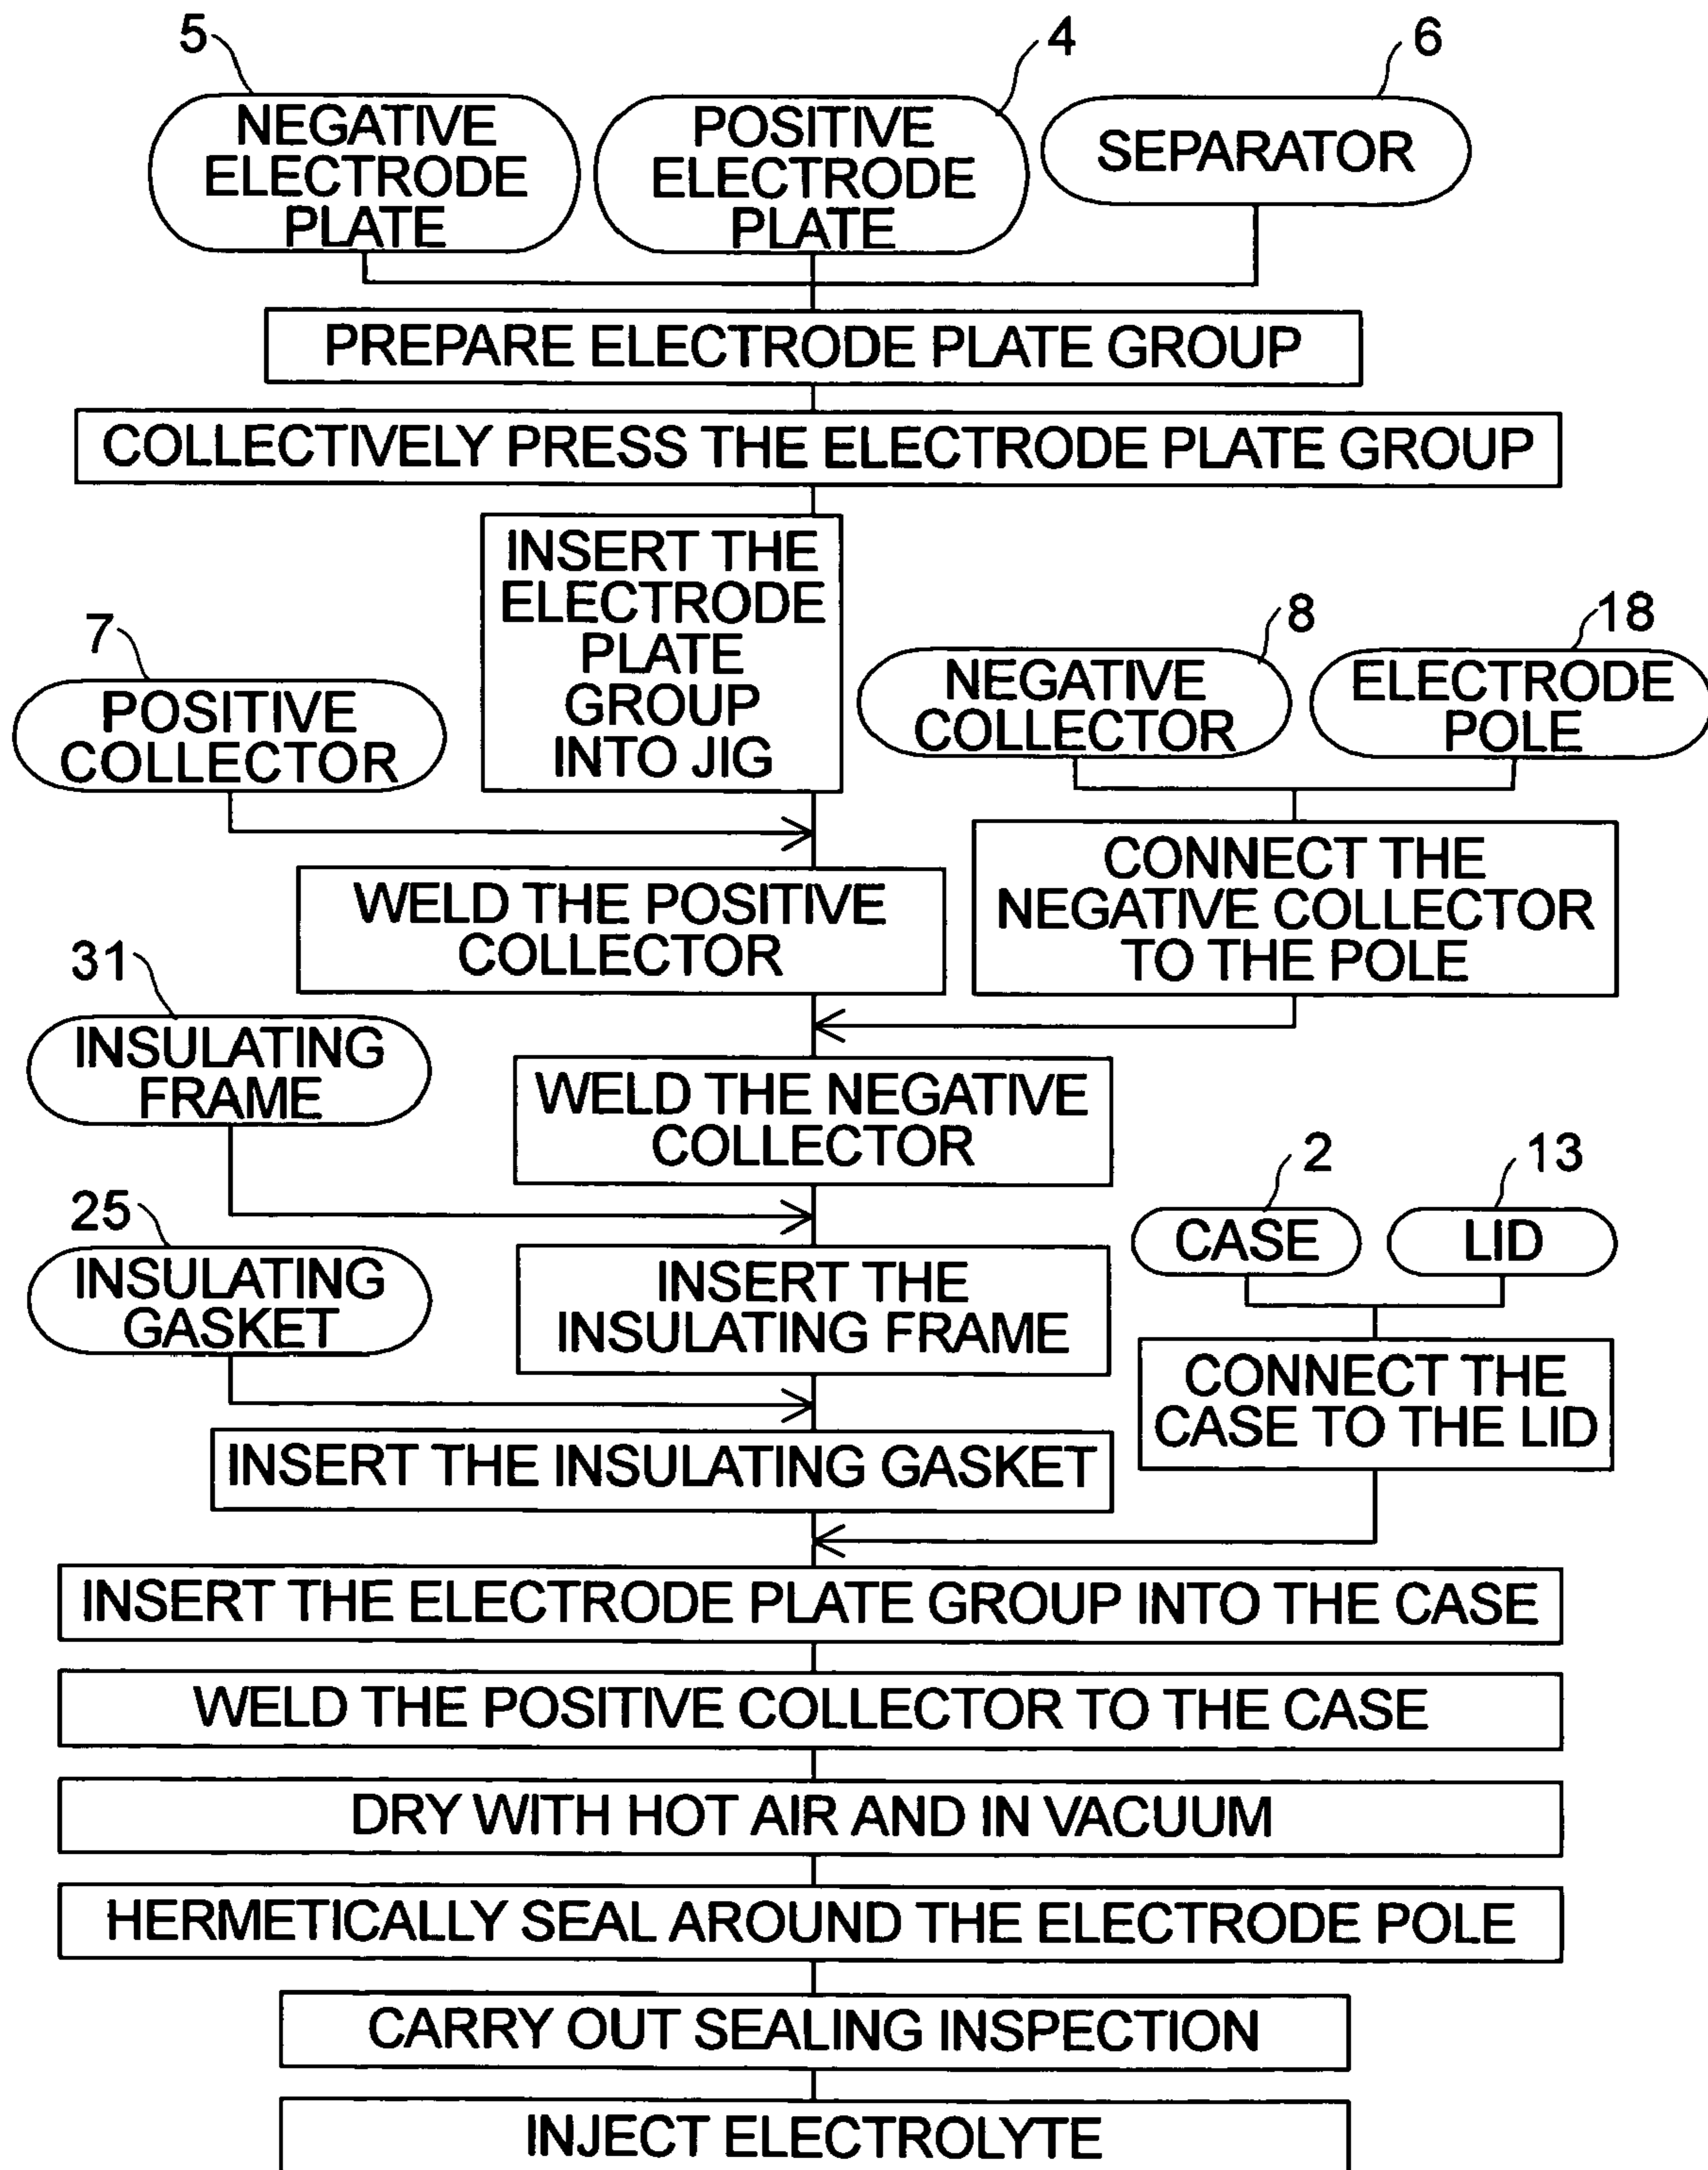 5
4
6
NEGATIVE
ELECTRODE
PLATE
POSITIVE
ELECTRODE
PLATE
SEPARATOR
PREPARE ELECTRODE PLATE GROUP
COLLECTIVELY PRESS THE ELECTRODE PLATE GROUP
INSERT THE
ELECTRODE
PLATE
GROUP
INTO JIG
7
POSITIVE
COLLECTOR
8
NEGATIVE
COLLECTOR
18
ELECTRODE
POLE
WELD THE POSITIVE
COLLECTOR
CONNECT THE
NEGATIVE COLLECTOR
TO THE POLE
31
INSULATING
FRAME
WELD THE NEGATIVE
COLLECTOR
25
INSULATING
GASKET
INSERT THE
INSULATING FRAME
2
CASE
13
LID
CONNECT THE
CASE TO THE LID
INSERT THE INSULATING GASKET
INSERT THE ELECTRODE PLATE GROUP INTO THE CASE
WELD THE POSITIVE COLLECTOR TO THE CASE
DRY WITH HOT AIR AND IN VACUUM
HERMETICALLY SEAL AROUND THE ELECTRODE POLE
CARRY OUT SEALING INSPECTION
INJECT ELECTROLYTE